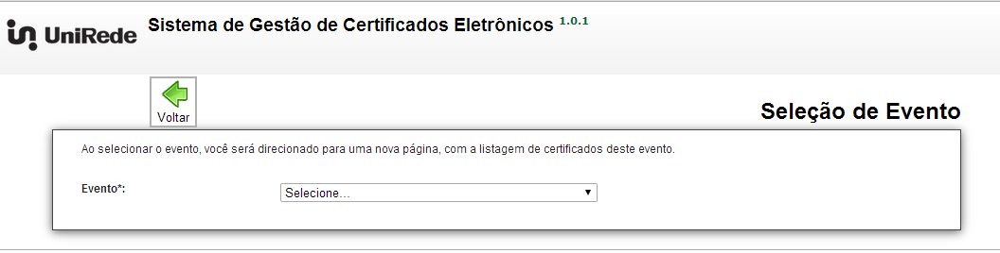 UniRede
Sistema de Gestão de Certificados Eletrônicos 1.0.1
Voltar
Seleção de Evento
Ao selecionar o evento, você será direcionado para uma nova página, com a listagem de certificados deste evento.
Evento*:
Selecione...